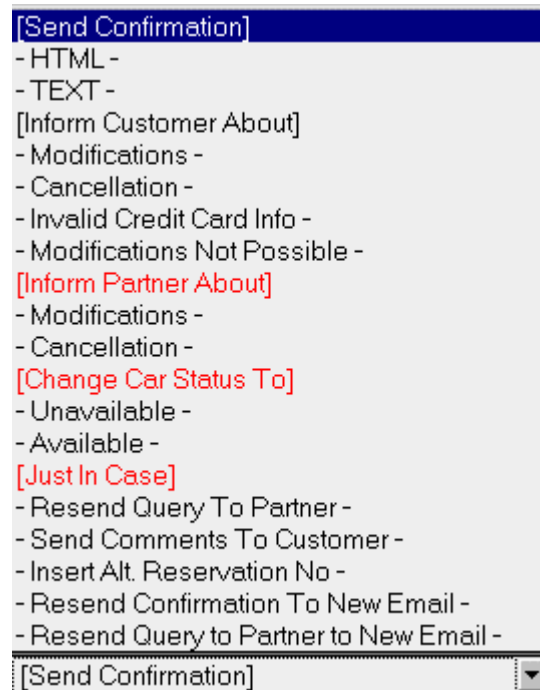 [Send Confirmation]
- HTML -
- TEXT -
[Inform Customer About]
- Modifications -
- Cancellation -
- Invalid Credit Card Info -
- Modifications Not Possible -
[Inform Partner About]
- Modifications -
- Cancellation -
[Change Car Status To]
- Unavailable -
- Available -
[Just In Case]
- Resend Query To Partner -
- Send Comments To Customer -
- Insert Alt. Reservation No -
- Resend Confirmation To New Email -
- Resend Query to Partner to New Email -
[Send Confirmation]